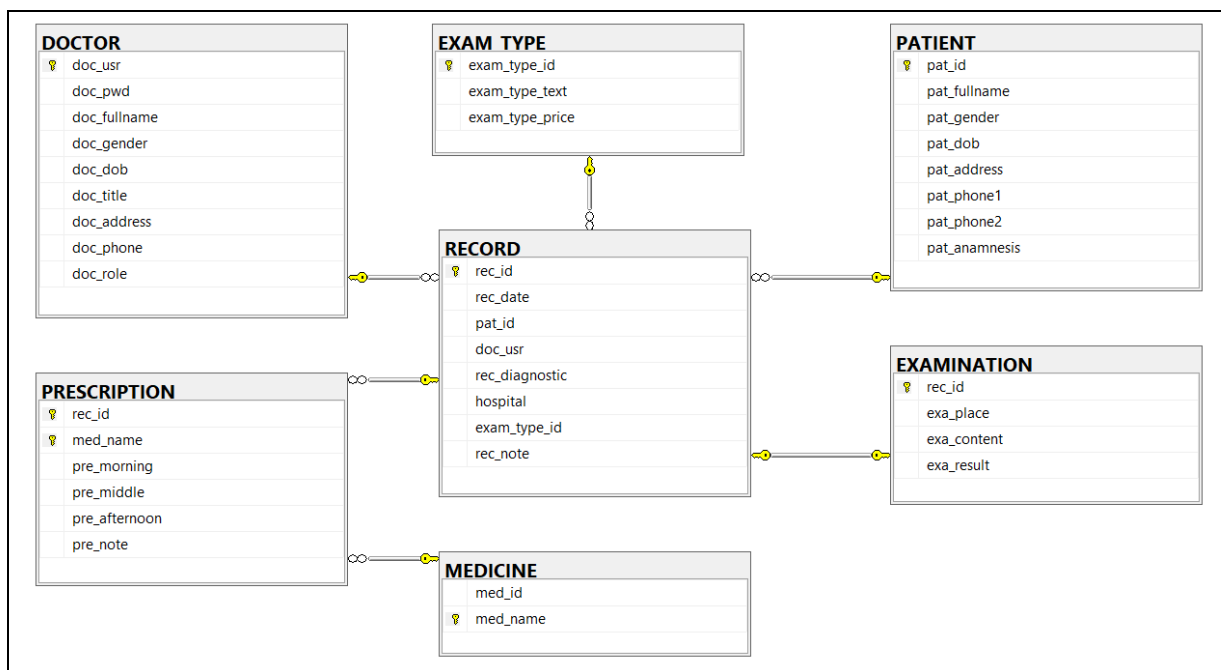 DOCTOR
doc_usr
doc_pwd
doc_fullname
doc_gender
doc_dob
doc_title
doc_address
doc_phone
doc_role
EXAM TYPE
exam_type_id
exam_type_text
exam_type_price
PATIENT
pat_id
pat_fullname
pat_gender
pat_dob
pat_address
pat_phone1
pat_phone2
pat_anamnesis
RECORD
rec_id
rec_date
pat_id
doc_usr
rec_diagnostic
hospital
exam_type_id
rec_note
PRESCRIPTION
rec_id
med_name
pre_morning
pre_middle
pre_afternoon
pre_note
EXAMINATION
rec_id
exa_place
exa_content
exa_result
MEDICINE
med_id
med_name